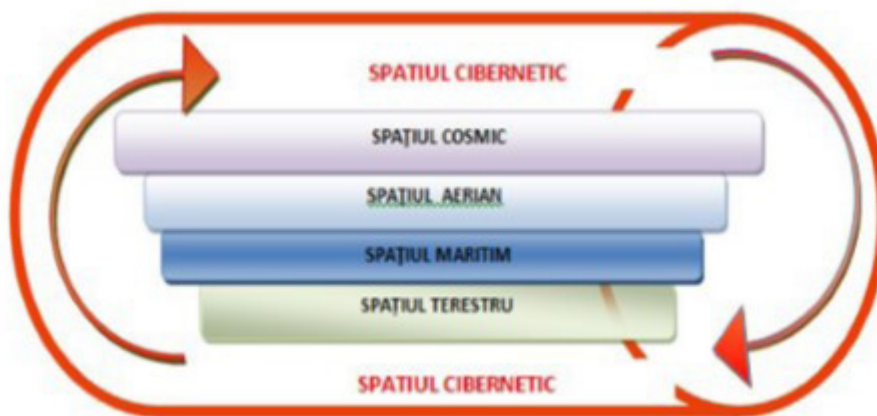 SPATIUL CIBERNETIC
SPAȚIUL COSMIC
SPAȚIUL AERIAN
SPAȚIUL MARITIM
SPAȚIUL TERESTRU
SPATIUL CIBERNETIC